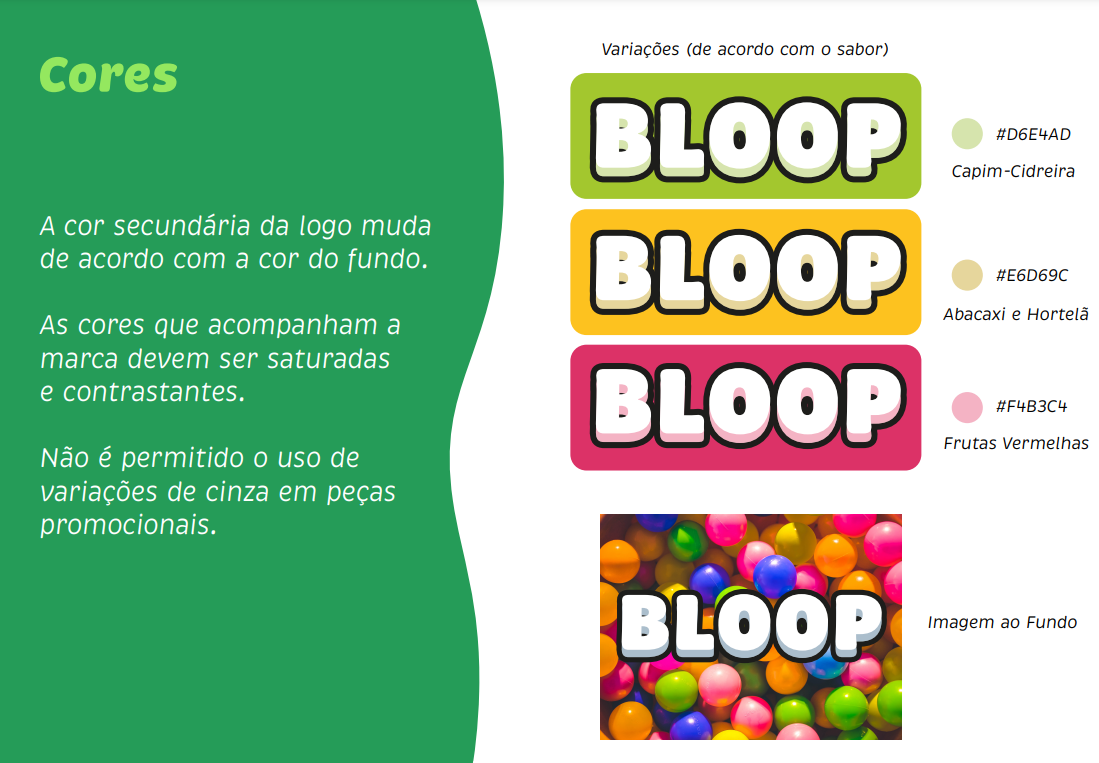 Cores
A cor secundária da logo muda
de acordo com a cor do fundo.
As cores que acompanham a
marca devem ser saturadas
e contrastantes.
Não é permitido o uso de
variações de cinza em peças
promocionais.
Variações (de acordo com o sabor)
BLOOP
#D6E4AD
Capim-Cidreira
BLOOP
#E6D69C
Abacaxi e Hortelã
BLOOP
#F4B3C4
Frutas Vermelhas
BLOOP
Imagem ao Fundo